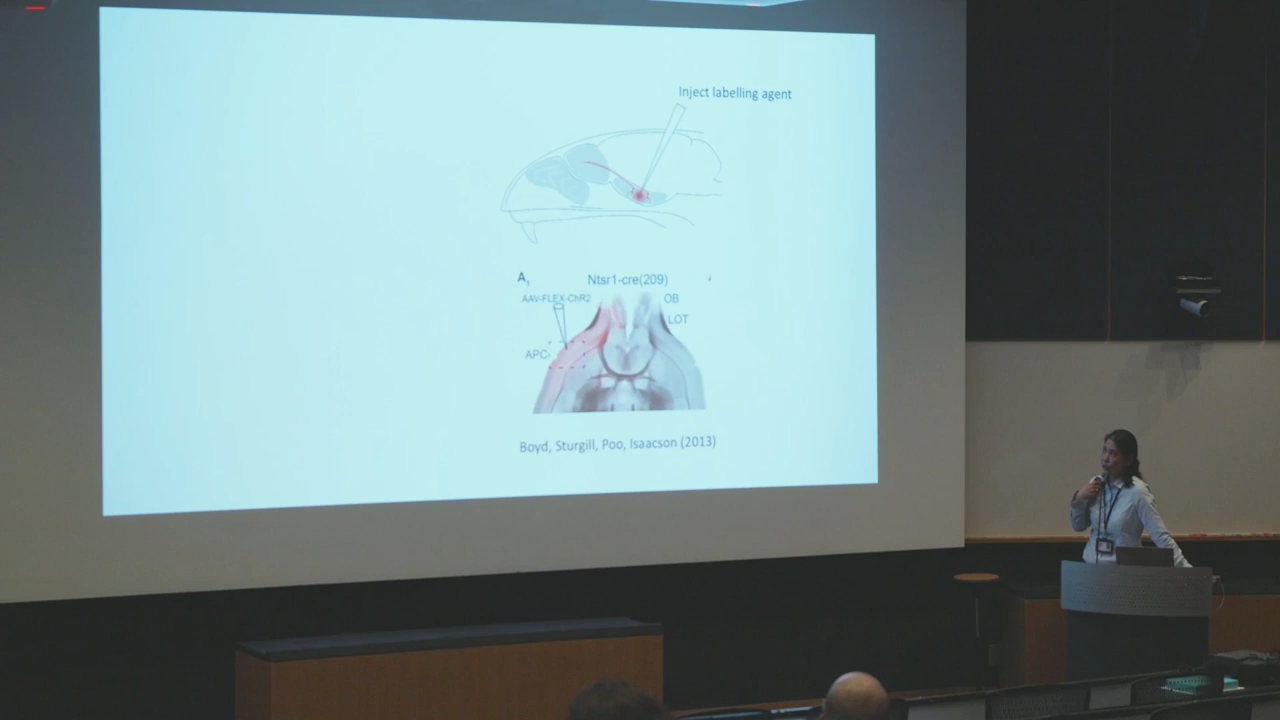 Inject labelling agent
A1
Ntsr1-cre(209)
AAV-FLEX-ChR2
OB
LOT
APC
Boyd, Sturgill, Poo, Isaacson (2013)